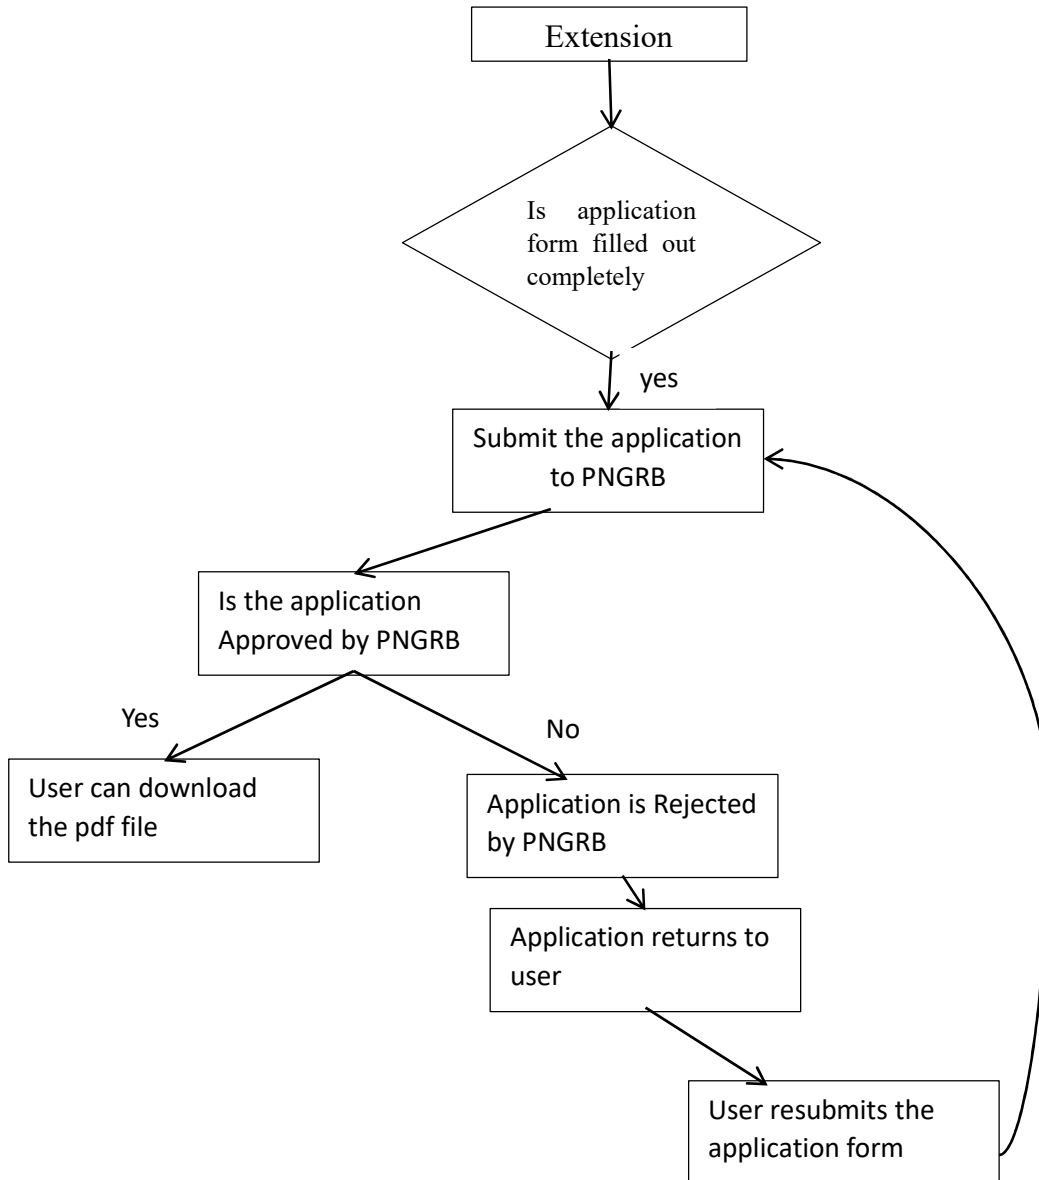 Extension
Is application
form filled out
completely
yes
Submit the application
to PNGRB
Is the application
Approved by PNGRB
Yes
No
User can download
the pdf file
Application is Rejected
by PNGRB
Application returns to
user
User resubmits the
application form